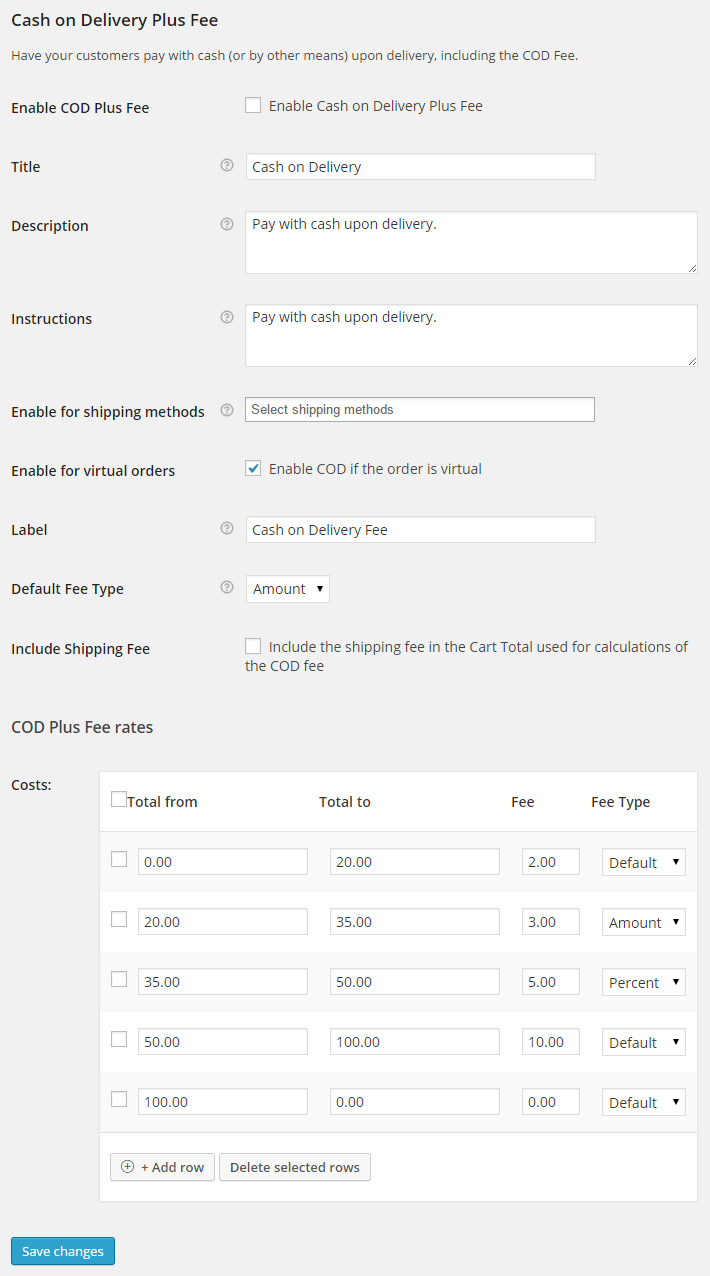 Cash on Delivery Plus Fee
Have your customers pay with cash (or by other means) upon delivery, including the COD Fee.
Enable COD Plus Fee Enable Cash on Delivery Plus Fee
Title Cash on Delivery
Description Pay with cash upon delivery.
Instructions Pay with cash upon delivery.
Enable for shipping methods Select shipping methods
Enable for virtual orders Enable COD if the order is virtual
Label Cash on Delivery Fee
Default Fee Type Amount
Include Shipping Fee Include the shipping fee in the Cart Total used for calculations of
the COD fee
COD Plus Fee rates
Costs:
Total from Total to Fee Fee Type
0.00 20.00 2.00 Default
20.00 35.00 3.00 Amount
35.00 50.00 5.00 Percent
50.00 100.00 10.00 Default
100.00 0.00 0.00 Default
+ Add row Delete selected rows
Save changes